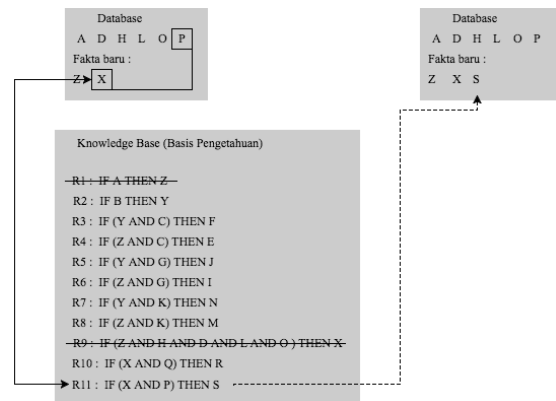 Database
A D H L O P
Fakta baru :
Z X
Database
A D H L O P
Fakta baru :
Z X S
Knowledge Base (Basis Pengetahuan)
R1 : IF A THEN Z
R2 : IF B THEN Y
R3 : IF (Y AND C) THEN F
R4 : IF (Z AND C) THEN E
R5 : IF (Y AND G) THEN J
R6 : IF (Z AND G) THEN I
R7 : IF (Y AND K) THEN N
R8 : IF (Z AND K) THEN M
R9 : IF (Z AND H AND D AND L AND O ) THEN X
R10 : IF (X AND Q) THEN R
R11 : IF (X AND P) THEN S